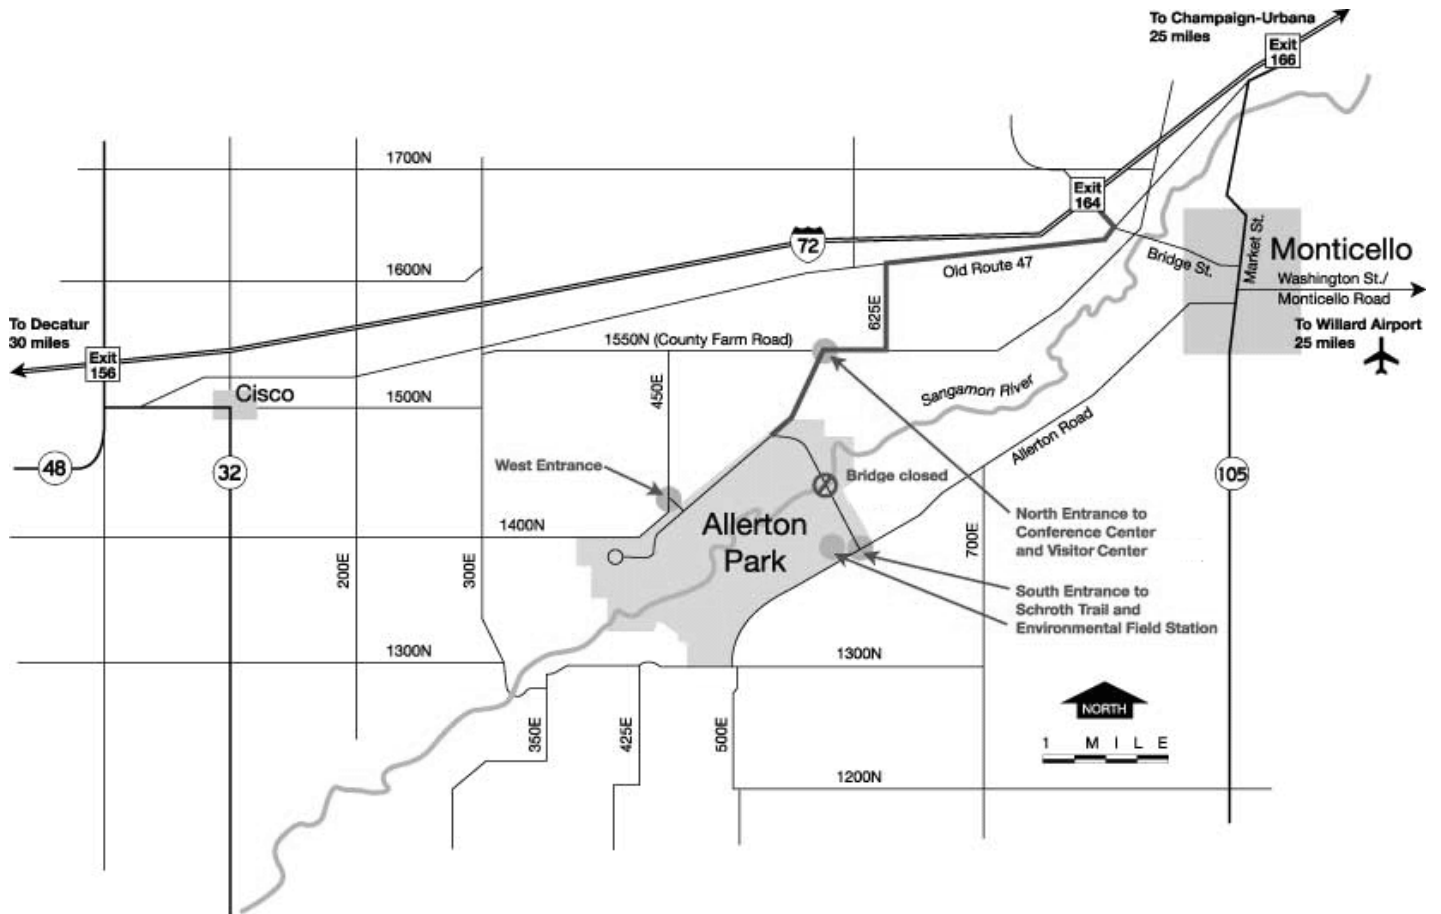 To Champaign-Urbana
25 miles
Exit
166
1700N
Exit
164
72
1600N
Old Route 47
Bridge St.
Market St.
Monticello
Washington St./
Monticello Road
To Decatur
30 miles
Exit
156
To Willard Airport
25 miles
625E
1550N (County Farm Road)
Cisco
1500N
450E
Sangamon River
Allerton Road
48
32
West Entrance
Bridge closed
105
1400N
Allerton
Park
North Entrance to
Conference Center
and Visitor Center
200E
300E
700E
South Entrance to
Schroth Trail and
Environmental Field Station
1300N
1300N
350E
425E
500E
NORTH
1 MILE
1200N